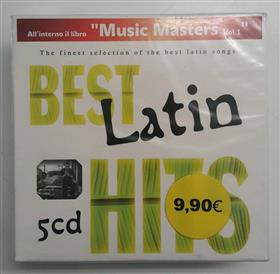 All'interno il libro "Music Masters Vol.1"
The finest selection of the best latin songs
BEST
Latin
HITS
5cd
9,90€